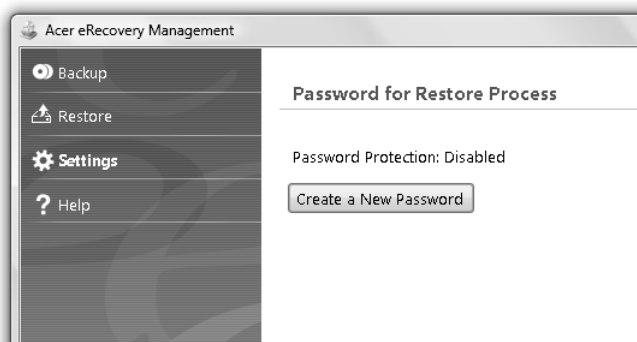 Acer eRecovery Management
Backup
Restore
Settings
Help
Password for Restore Process
Password Protection: Disabled
Create a New Password